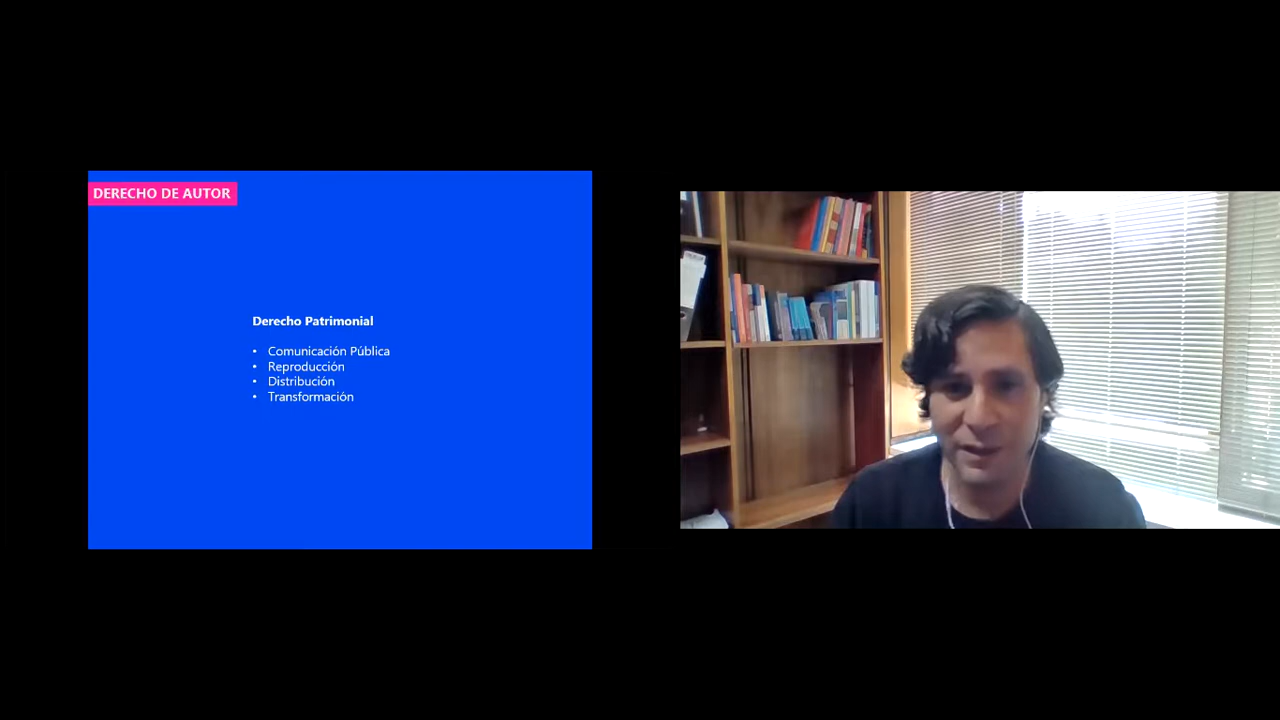 DERECHO DE AUTOR
Derecho Patrimonial
• Comunicación Pública
• Reproducción
• Distribución
• Transformación